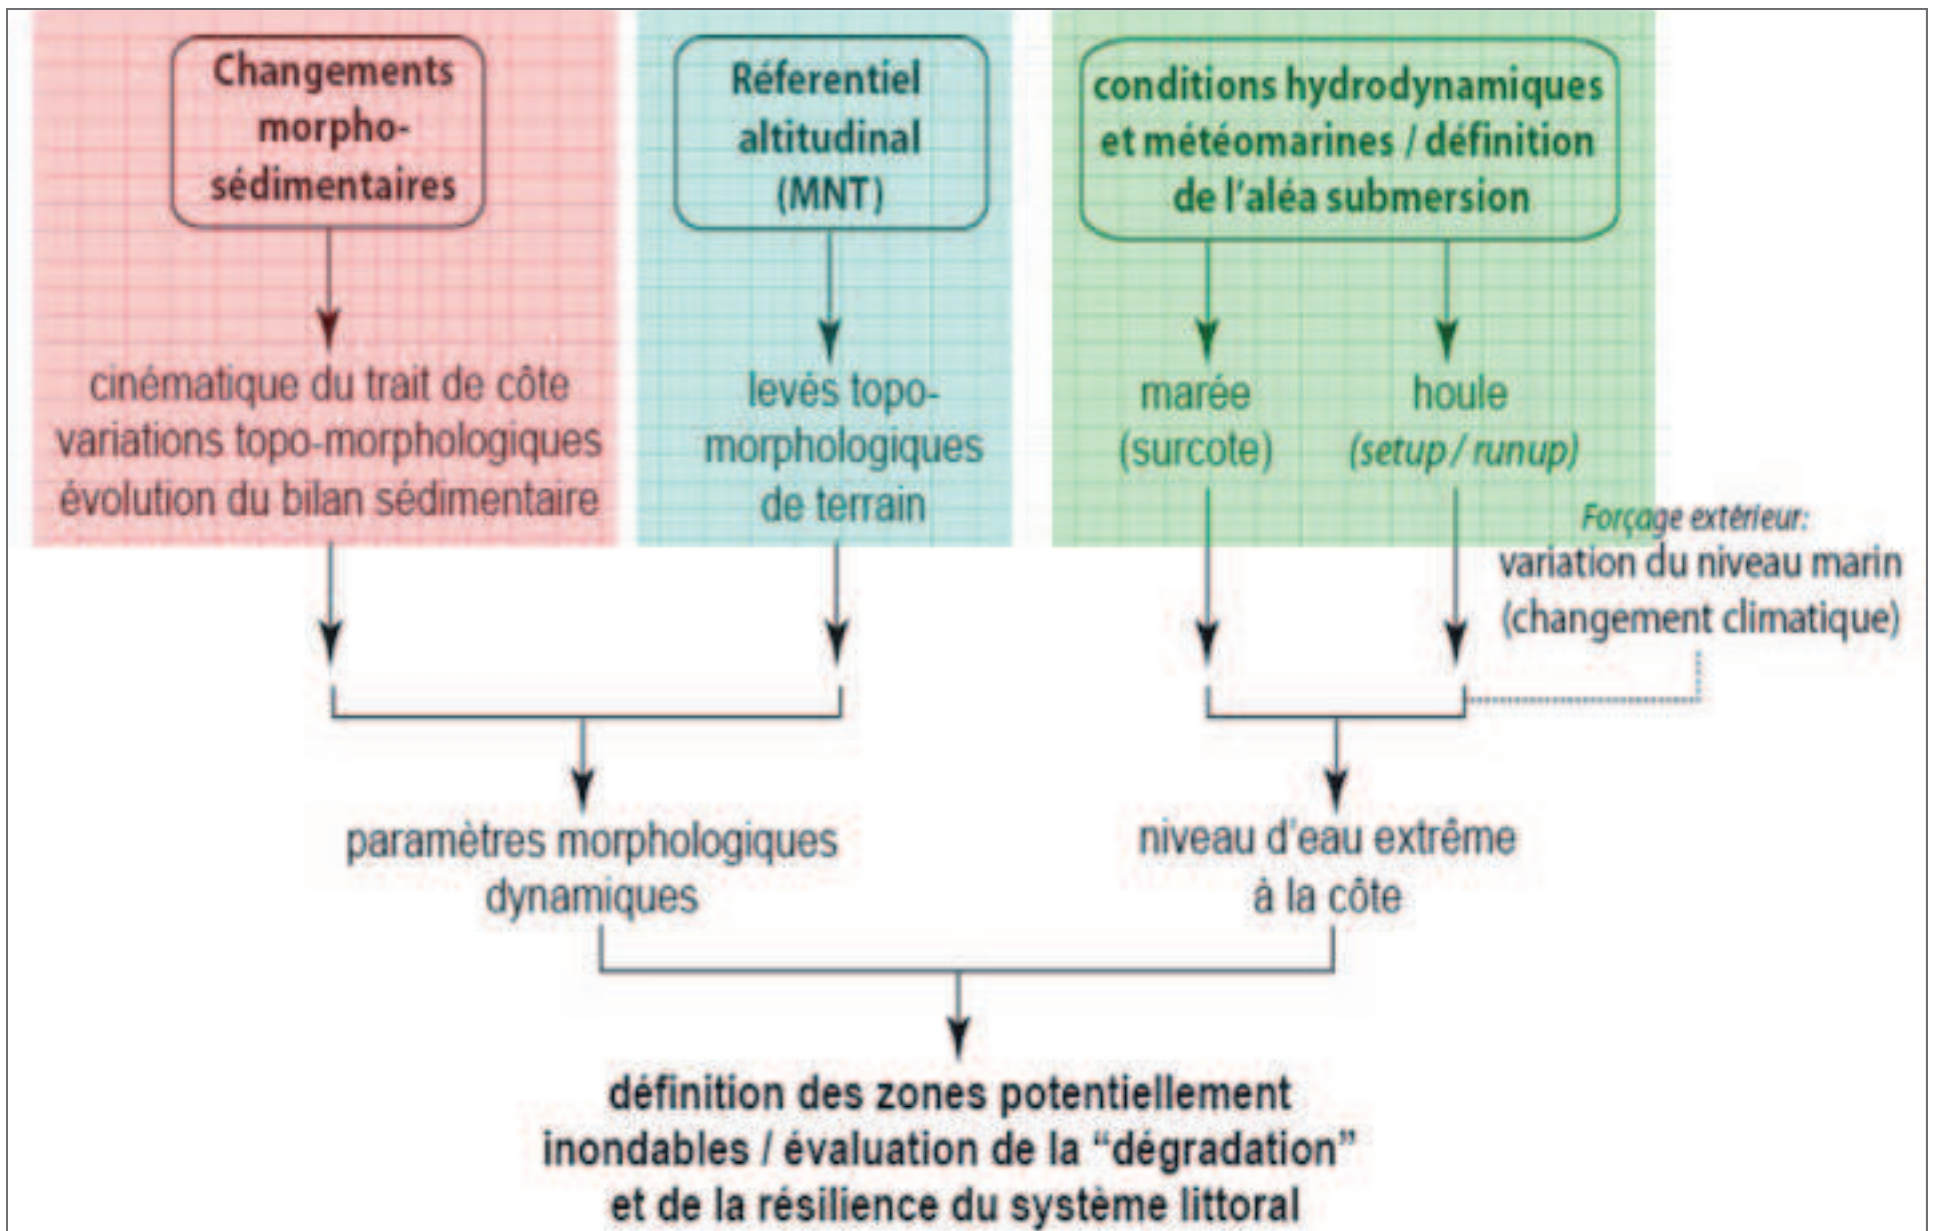 Changements
morpho-
sédimentaires
Réferentiel
altitudinal
(MNT)
conditions hydrodynamiques
et météomarines / définition
de l'aléa submersion
cinématique du trait de côte
variations topo-morphologiques
évolution du bilan sédimentaire
levés topo-
morphologiques
de terrain
marée
(surcote)
houle
(setup / runup)
Forçage extérieur:
variation du niveau marin
(changement climatique)
paramètres morphologiques
dynamiques
niveau d'eau extrême
à la côte
définition des zones potentiellement
inondables / évaluation de la “dégradation”
et de la résilience du système littoral